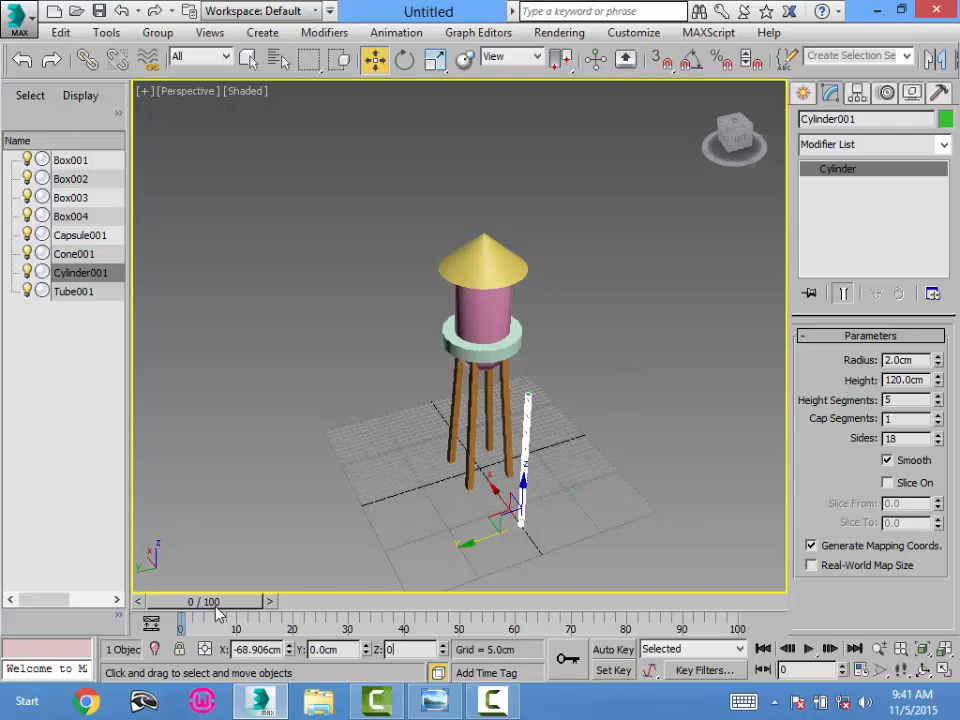 Workspace: Default
Untitled
Type a keyword or phrase
MAX
Edit Tools Group Views Create Modifiers Animation Graph Editors Rendering Customize MAXScript Help
All
View
3
Create Selection Se
Select Display
[+] [Perspective] [Shaded]
Name
Box001
Box002
Box003
Box004
Capsule001
Cone001
Cylinder001
Tube001
Cylinder001
Modifier List
Cylinder
- Parameters
Radius: 2.0cm
Height: 120.0cm
Height Segments: 5
Cap Segments: 1
Sides: 18
Smooth
Slice On
Slice From: 0.0
Slice To: 0.0
Generate Mapping Coords.
Real-World Map Size
z
x
y
x
y
z
< 0 / 100 >
0 10 20 30 40 50 60 70 80 90 100
1 Objec X: -68.906cm Y: 0.0cm Z: 0 Grid = 5.0cm Auto Key Selected
Welcome to M Click and drag to select and move objects Add Time Tag Set Key Key Filters... 0
Start
MAX
9:41 AM
11/5/2015